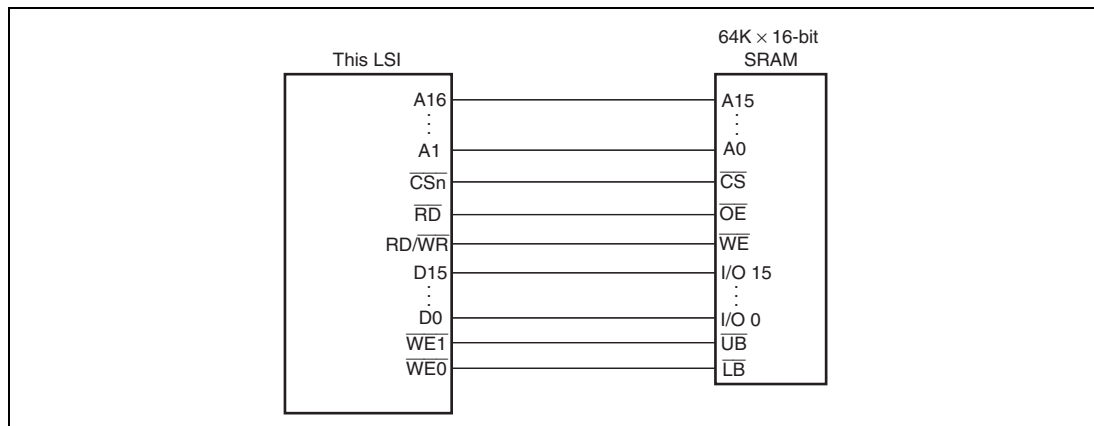 This LSI
64K × 16-bit
SRAM
A16
A15
A1
A0
CSn
CS
RD
OE
RD/WR
WE
D15
I/O 15
D0
I/O 0
WE1
UB
WE0
LB